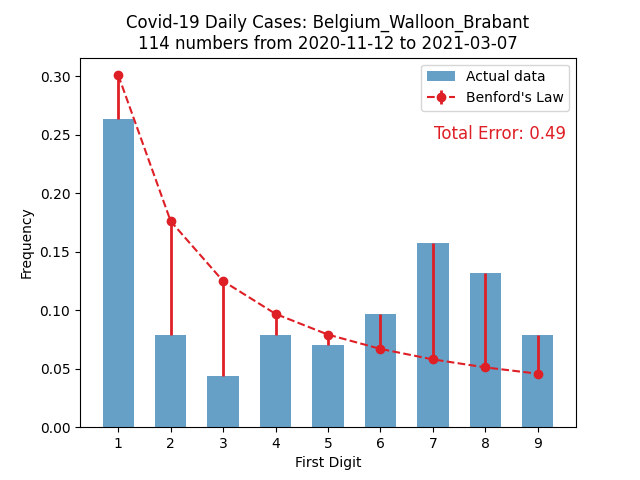 Covid-19 Daily Cases: Belgium_Walloon_Brabant
114 numbers from 2020-11-12 to 2021-03-07
Actual data
Benford's Law
Total Error: 0.49
Frequency
0.30
0.25
0.20
0.15
0.10
0.05
0.00
1 2 3 4 5 6 7 8 9
First Digit